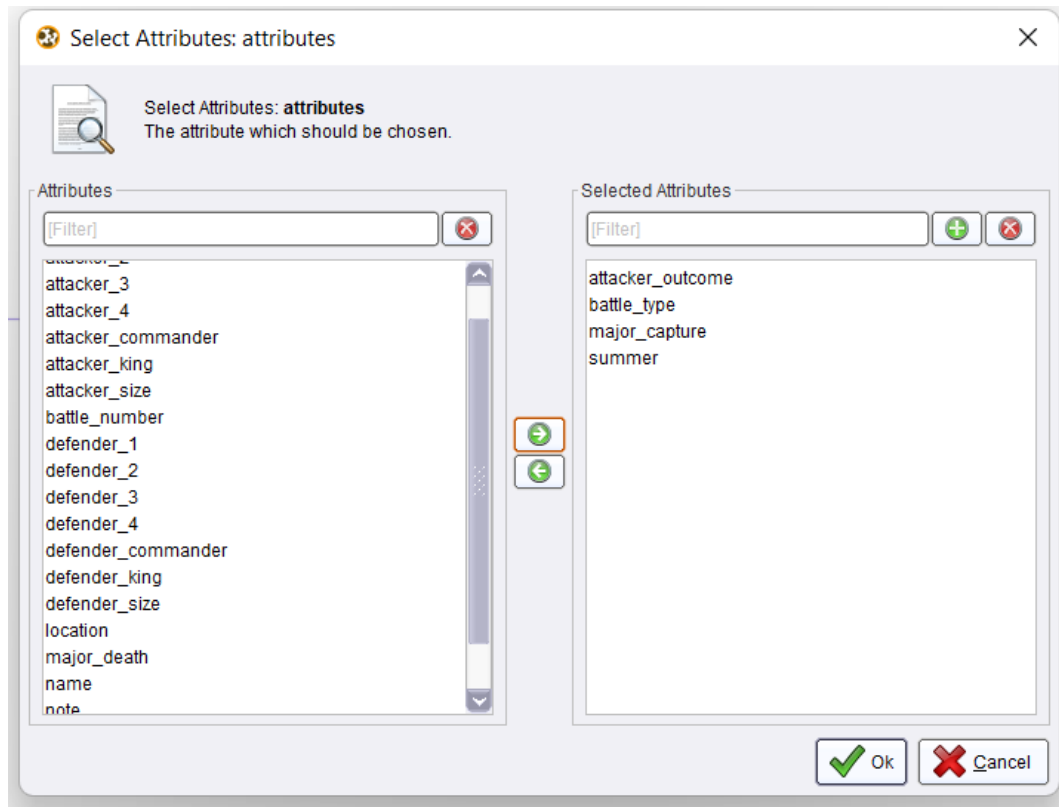 Select Attributes: attributes
Select Attributes: attributes
The attribute which should be chosen.
Attributes
[Filter]
attacker_2
attacker_3
attacker_4
attacker_commander
attacker_king
attacker_size
battle_number
defender_1
defender_2
defender_3
defender_4
defender_commander
defender_king
defender_size
location
major_death
name
note
Selected Attributes
[Filter]
attacker_outcome
battle_type
major_capture
summer
Ok
Cancel